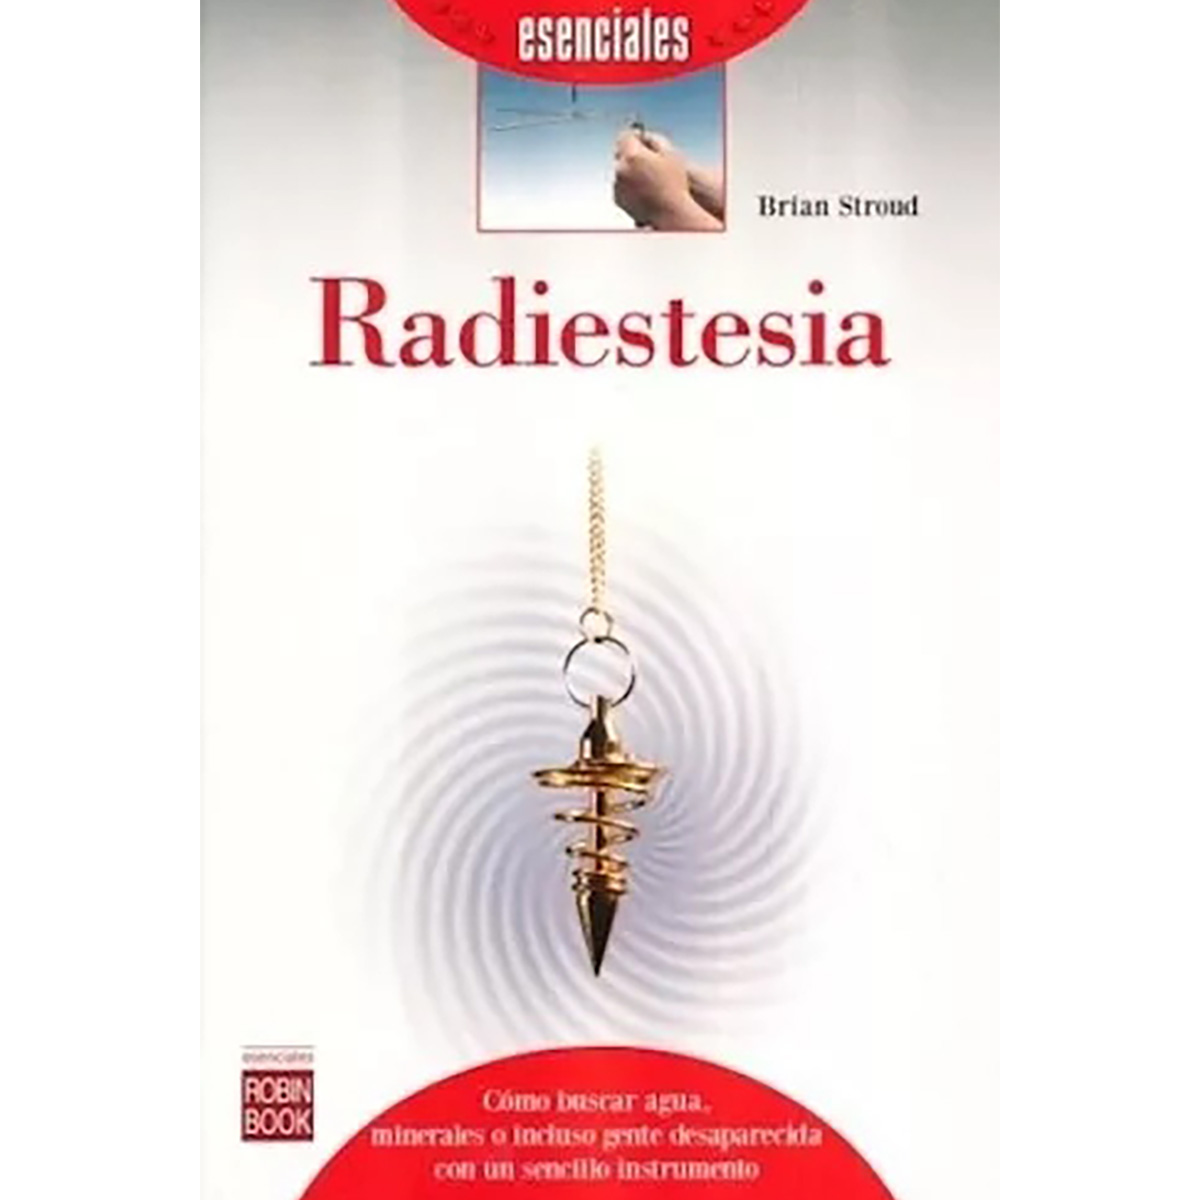 esenciales
Brian Stroud
Radiestesia
esenciales
ROBIN
BOOK
Cómo buscar agua,
minerales o incluso gente desaparecida
con un sencillo instrumento